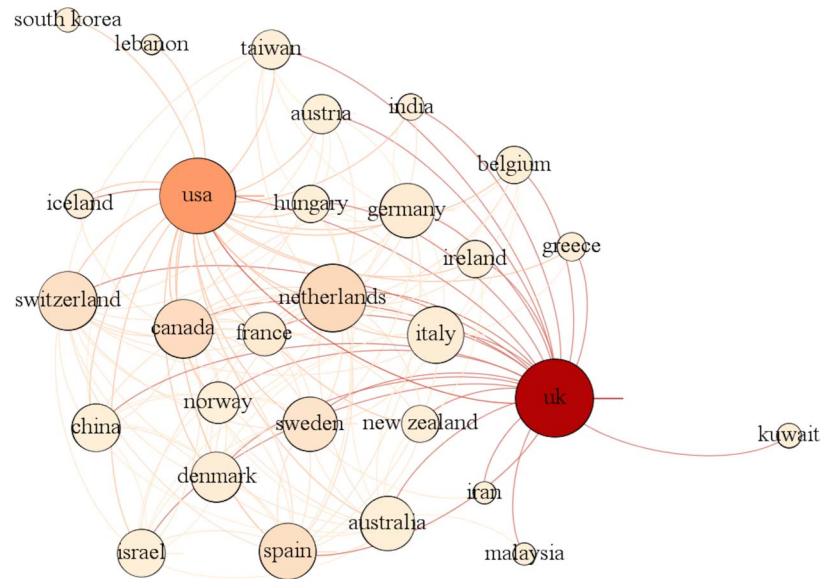 south korea
lebanon
taiwan
india
austria
belgium
usa
iceland
hungary
germany
greece
ireland
switzerland
netherlands
canada
france
italy
uk
norway
china
sweden
new zealand
kuwait
denmark
iran
australia
israel
spain
malaysia